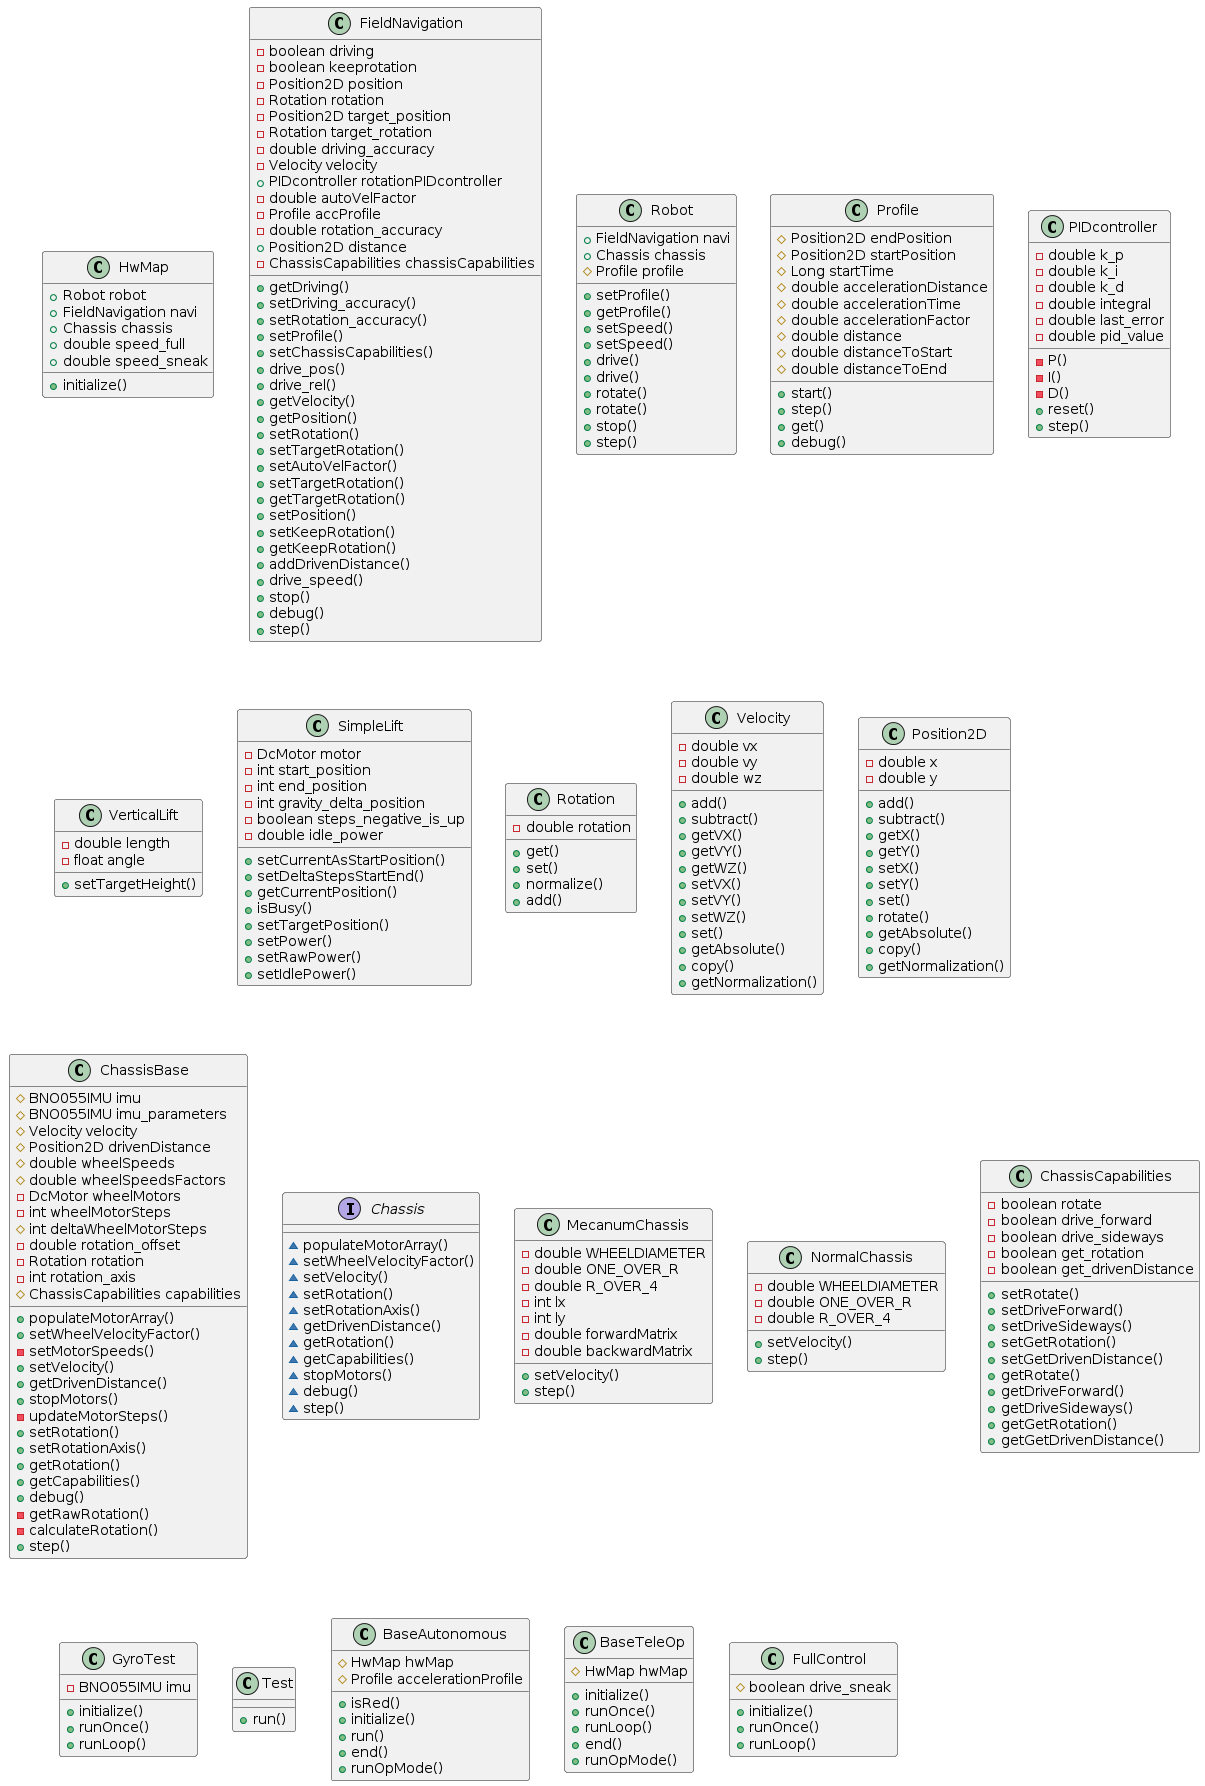 C FieldNavigation
boolean driving
boolean keeprotation
Position2D position
Rotation rotation
Position2D target_position
Rotation target_rotation
double driving_accuracy
Velocity velocity
PIDcontroller rotationPIDcontroller
double autoVelFactor
Profile accProfile
double rotation_accuracy
Position2D distance
ChassisCapabilities chassisCapabilities
getDriving()
setDriving_accuracy()
setRotation_accuracy()
setProfile()
setChassisCapabilities()
drive_pos()
drive_rel()
getVelocity()
getPosition()
setRotation()
setTargetRotation()
setAutoVelFactor()
setTargetRotation()
getTargetRotation()
setPosition()
setKeepRotation()
getKeepRotation()
addDrivenDistance()
drive_speed()
stop()
debug()
step()
C HwMap
Robot robot
FieldNavigation navi
Chassis chassis
double speed_full
double speed_sneak
initialize()
C Robot
FieldNavigation navi
Chassis chassis
Profile profile
setProfile()
getProfile()
setSpeed()
setSpeed()
drive()
drive()
rotate()
rotate()
stop()
step()
C Profile
Position2D endPosition
Position2D startPosition
Long startTime
double accelerationDistance
double accelerationTime
double accelerationFactor
double distance
double distanceToStart
double distanceToEnd
start()
step()
get()
debug()
C PIDcontroller
double k_p
double k_i
double k_d
double integral
double last_error
double pid_value
P()
I()
D()
reset()
step()
C VerticalLift
double length
float angle
setTargetHeight()
C SimpleLift
DcMotor motor
int start_position
int end_position
int gravity_delta_position
boolean steps_negative_is_up
double idle_power
setCurrentAsStartPosition()
setDeltaStepsStartEnd()
getCurrentPosition()
isBusy()
setTargetPosition()
setPower()
setRawPower()
setIdlePower()
C Rotation
double rotation
get()
set()
normalize()
add()
C Velocity
double vx
double vy
double wz
add()
subtract()
getVX()
getVY()
getWZ()
setVX()
setVY()
setWZ()
set()
getAbsolute()
copy()
getNormalization()
C Position2D
double x
double y
add()
subtract()
getX()
getY()
setX()
setY()
set()
rotate()
getAbsolute()
copy()
getNormalization()
C ChassisBase
BNO055IMU imu
BNO055IMU imu_parameters
Velocity velocity
Position2D drivenDistance
double wheelSpeeds
double wheelSpeedsFactors
DcMotor wheelMotors
int wheelMotorSteps
int deltaWheelMotorSteps
double rotation_offset
Rotation rotation
int rotation_axis
ChassisCapabilities capabilities
populateMotorArray()
setWheelVelocityFactor()
setMotorSpeeds()
setVelocity()
getDrivenDistance()
stopMotors()
updateMotorSteps()
setRotation()
setRotationAxis()
getRotation()
getCapabilities()
debug()
getRawRotation()
calculateRotation()
step()
I Chassis
populateMotorArray()
setWheelVelocityFactor()
setVelocity()
setRotation()
setRotationAxis()
getDrivenDistance()
getRotation()
getCapabilities()
stopMotors()
debug()
step()
C MecanumChassis
double WHEELDIAMETER
double ONE_OVER_R
double R_OVER_4
int lx
int ly
double forwardMatrix
double backwardMatrix
setVelocity()
step()
C NormalChassis
double WHEELDIAMETER
double ONE_OVER_R
double R_OVER_4
setVelocity()
step()
C ChassisCapabilities
boolean rotate
boolean drive_forward
boolean drive_sideways
boolean get_rotation
boolean get_drivenDistance
setRotate()
setDriveForward()
setDriveSideways()
setGetRotation()
setGetDrivenDistance()
getRotate()
getDriveForward()
getDriveSideways()
getGetRotation()
getGetDrivenDistance()
C GyroTest
BNO055IMU imu
initialize()
runOnce()
runLoop()
C Test
run()
C BaseAutonomous
HwMap hwMap
Profile accelerationProfile
isRed()
initialize()
run()
end()
runOpMode()
C BaseTeleOp
HwMap hwMap
initialize()
runOnce()
runLoop()
end()
runOpMode()
C FullControl
boolean drive_sneak
initialize()
runOnce()
runLoop()